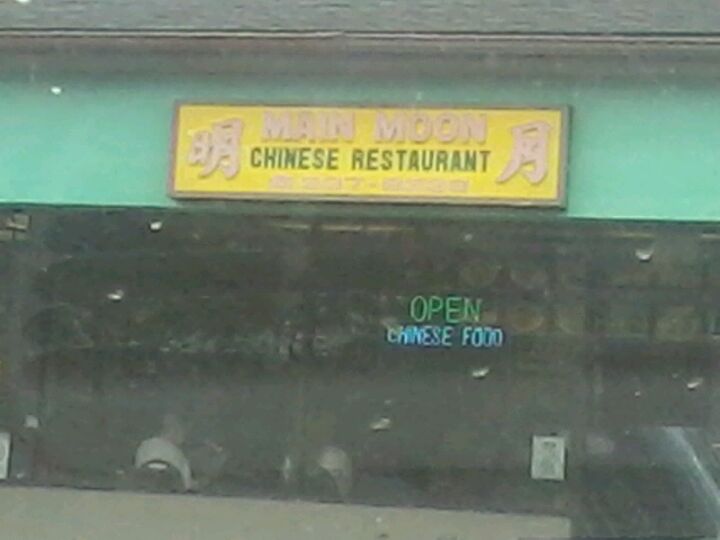 明 MAIN MOON 月
CHINESE RESTAURANT
OPEN
CHINESE FOOD